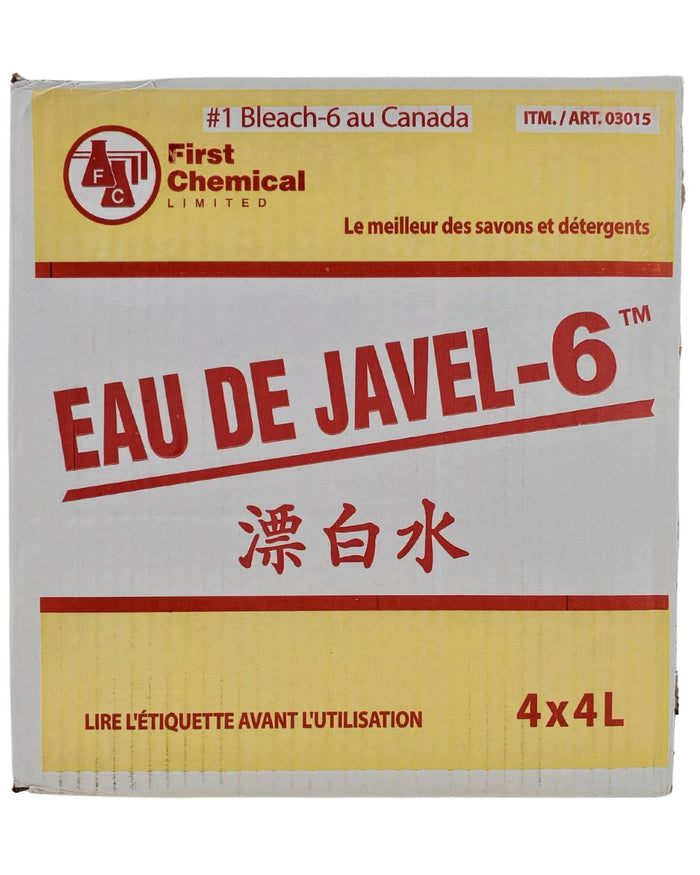 #1 Bleach-6 au Canada
ITM. / ART. 03015
F C
First
Chemical
LIMITED
Le meilleur des savons et détergents
EAU DE JAVEL-6™
漂白水
LIRE L'ÉTIQUETTE AVANT L'UTILISATION
4x4L